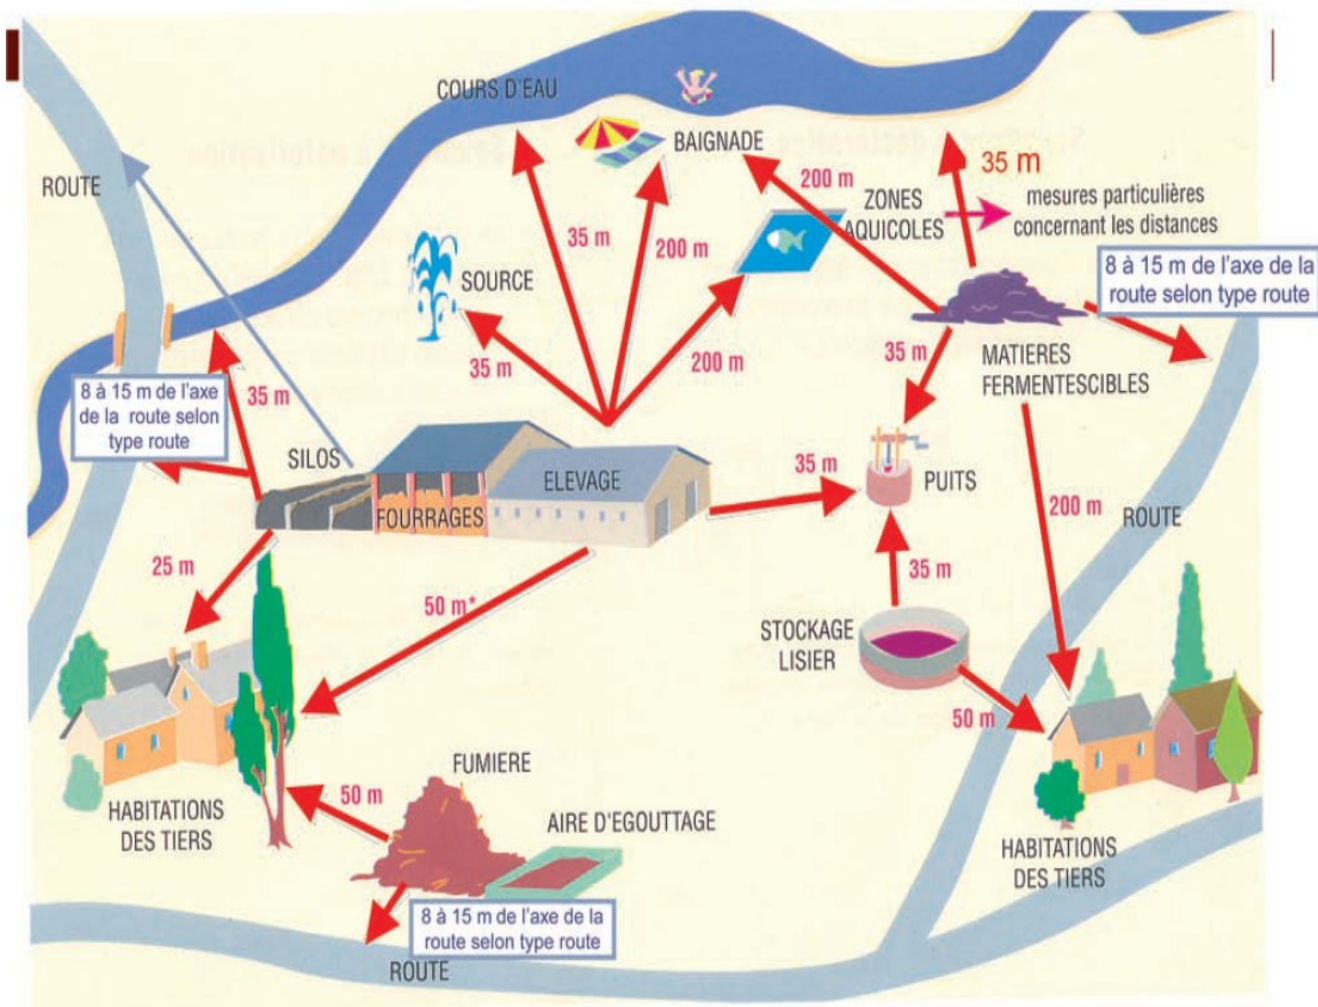 COURS D'EAU
BAIGNADE
ROUTE
35 m
200 m
ZONES
AQUICOLES
mesures particulières
concernant les distances
35 m
200 m
8 à 15 m de l'axe de la
route selon type route
SOURCE
35 m
200 m
35 m
MATIERES
FERMENTESCIBLES
8 à 15 m de l'axe
de la route selon
type route
35 m
SILOS
FOURRAGES
ELEVAGE
35 m
PUITS
200 m
ROUTE
25 m
50 m*
35 m
STOCKAGE
LISIER
50 m
HABITATIONS
DES TIERS
50 m
FUMIERE
AIRE D'EGOUTTAGE
HABITATIONS
DES TIERS
8 à 15 m de l'axe de la
route selon type route
ROUTE